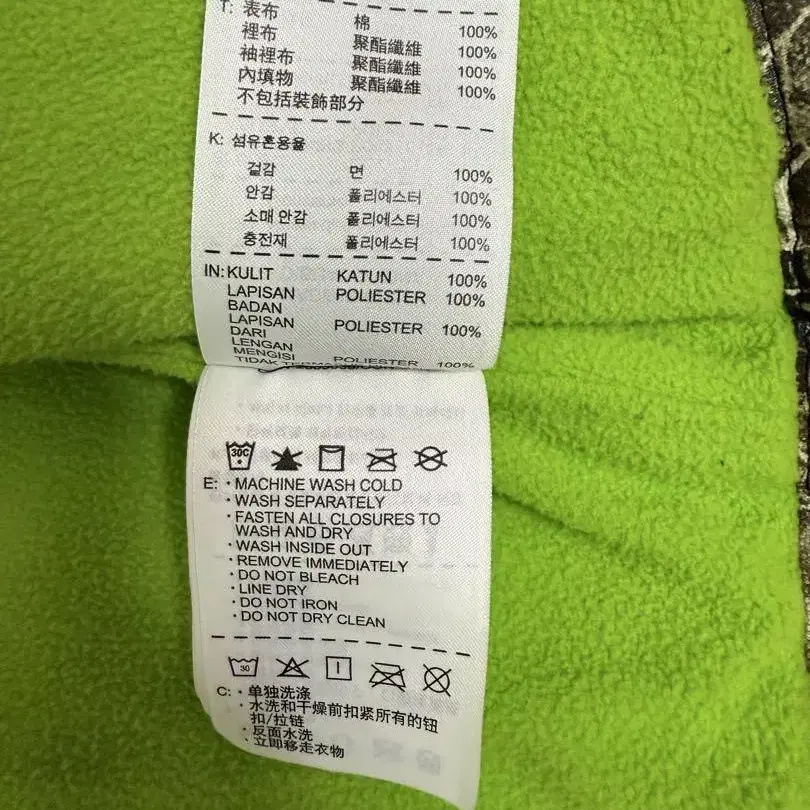 T: 表布 棉 100%
裡布 聚酯纖維 100%
袖裡布 聚酯纖維 100%
內填物 聚酯纖維 100%
不包括裝飾部分
K: 섬유혼용율
겉감 면 100%
안감 폴리에스터 100%
소매 안감 폴리에스터 100%
충전재 폴리에스터 100%
IN: KULIT KATUN 100%
LAPISAN POLIESTER 100%
BADAN
LAPISAN POLIESTER 100%
DARI
LENGAN
MENGISI POLIESTER 100%
TIDAK
30C
E: · MACHINE WASH COLD
· WASH SEPARATELY
· FASTEN ALL CLOSURES TO
WASH AND DRY
· WASH INSIDE OUT
· REMOVE IMMEDIATELY
· DO NOT BLEACH
· LINE DRY
· DO NOT IRON
· DO NOT DRY CLEAN
30
C: · 单独洗涤
· 水洗和干燥前扣紧所有的钮
扣/拉链
· 反面水洗
· 立即移走衣物